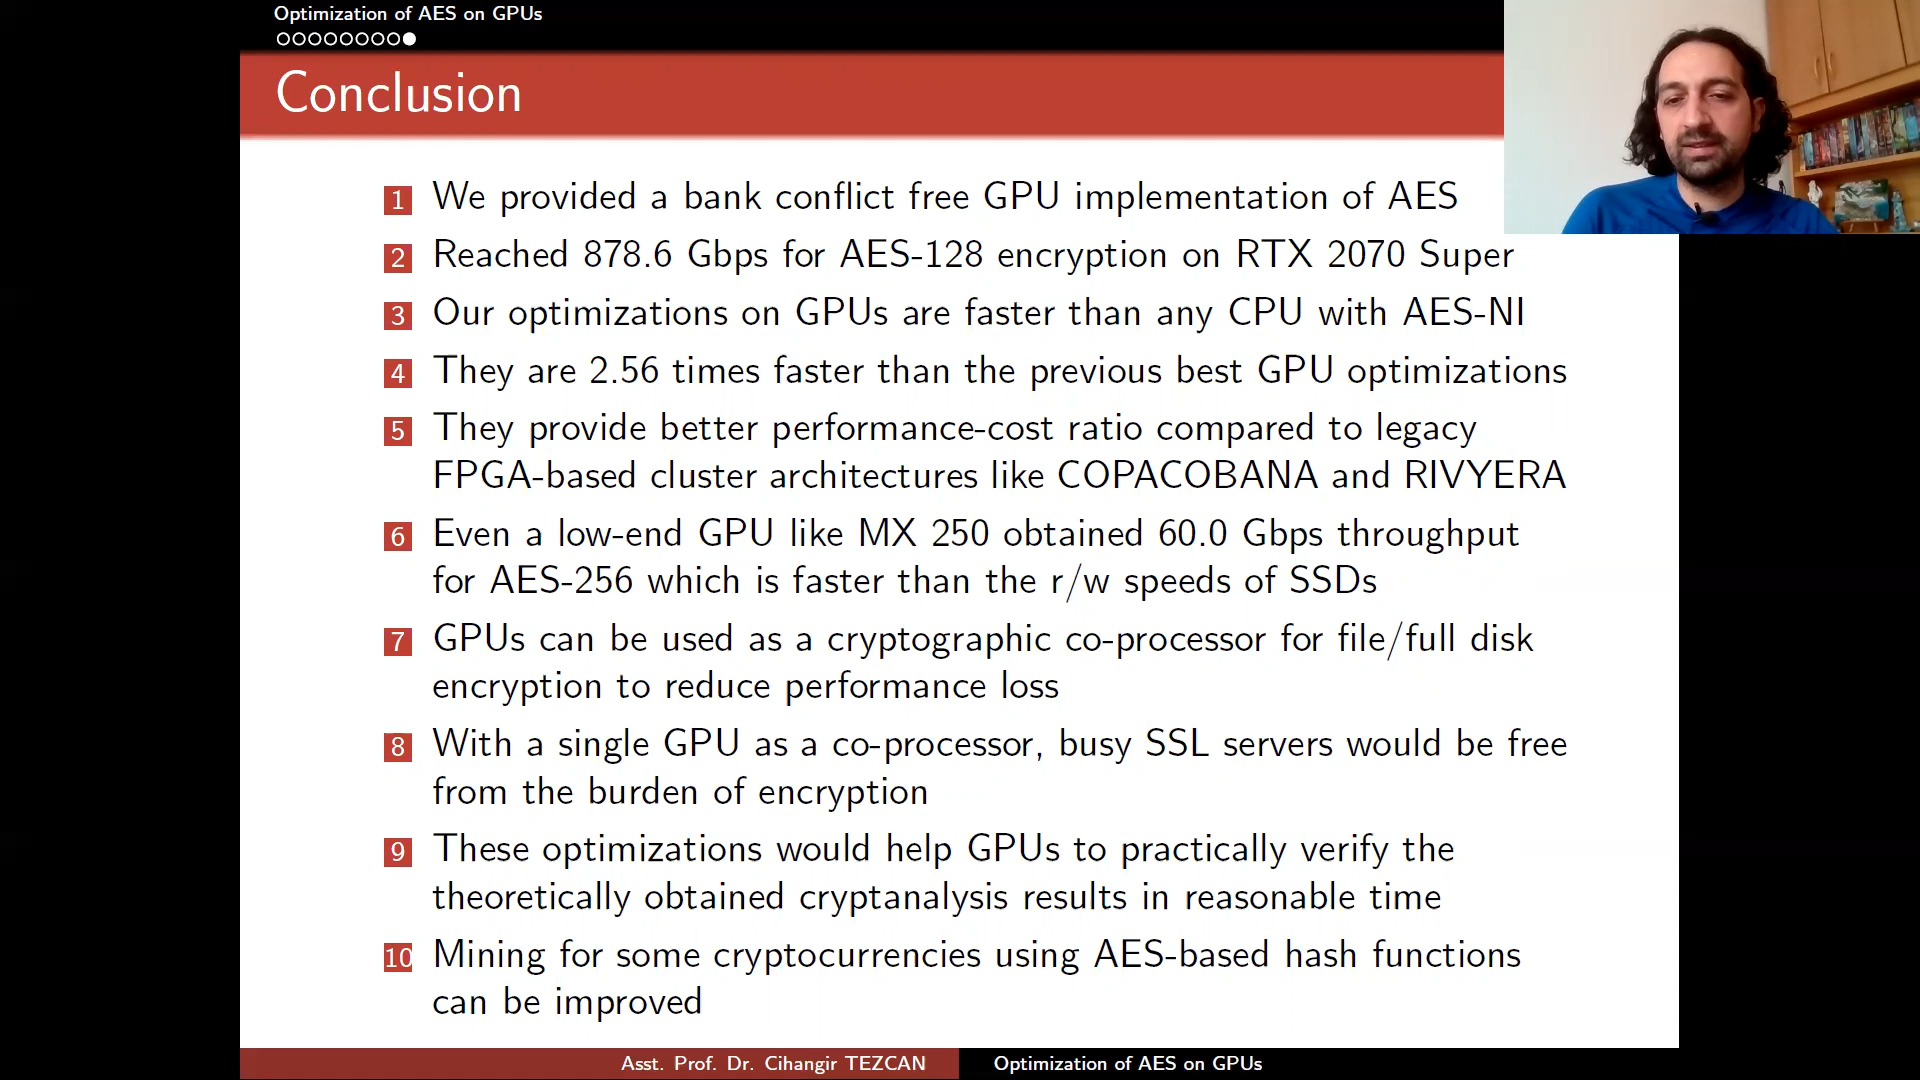 Optimization of AES on GPUs
Conclusion
1 We provided a bank conflict free GPU implementation of AES
2 Reached 878.6 Gbps for AES-128 encryption on RTX 2070 Super
3 Our optimizations on GPUs are faster than any CPU with AES-NI
4 They are 2.56 times faster than the previous best GPU optimizations
5 They provide better performance-cost ratio compared to legacy
FPGA-based cluster architectures like COPACOBANA and RIVYERA
6 Even a low-end GPU like MX 250 obtained 60.0 Gbps throughput
for AES-256 which is faster than the r/w speeds of SSDs
7 GPUs can be used as a cryptographic co-processor for file/full disk
encryption to reduce performance loss
8 With a single GPU as a co-processor, busy SSL servers would be free
from the burden of encryption
9 These optimizations would help GPUs to practically verify the
theoretically obtained cryptanalysis results in reasonable time
10 Mining for some cryptocurrencies using AES-based hash functions
can be improved
Asst. Prof. Dr. Cihangir TEZCAN
Optimization of AES on GPUs